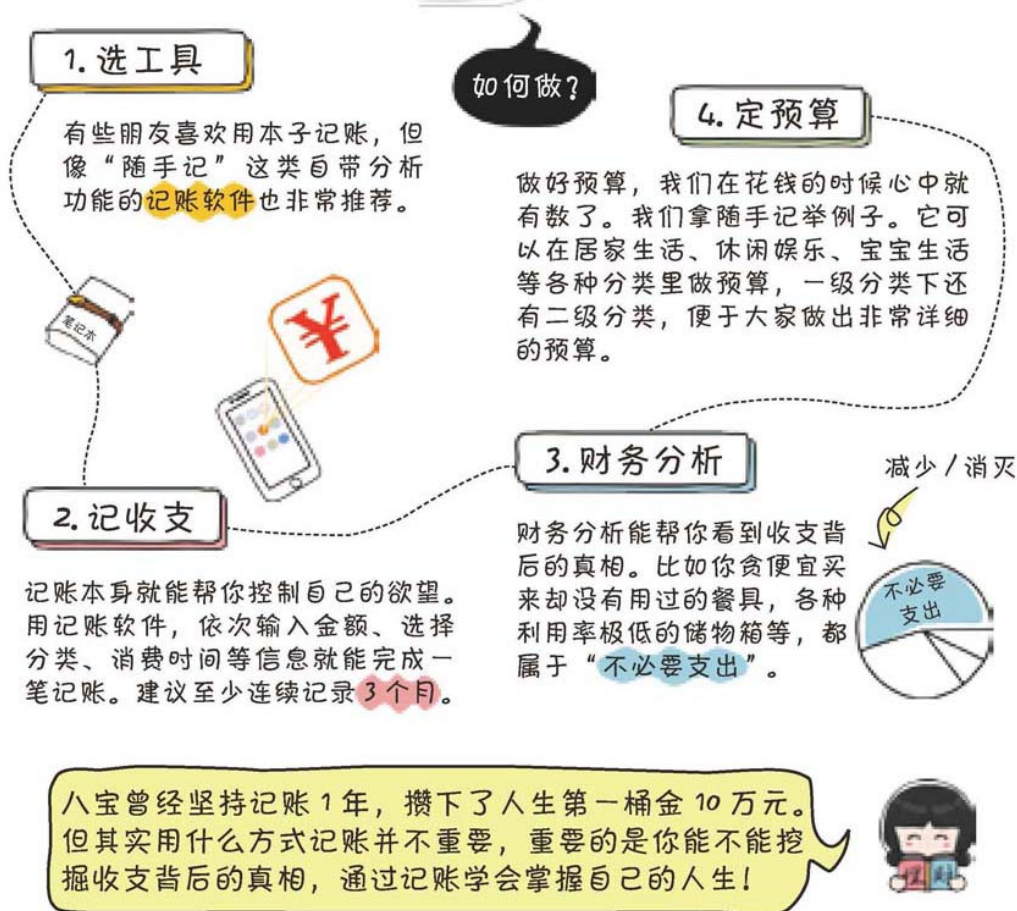 如何做?
1.选工具
有些朋友喜欢用本子记账，但
像“随手记”这类自带分析
功能的记账软件也非常推荐。
笔记本
¥
2.记收支
记账本身就能帮你控制自己的欲望。
用记账软件，依次输入金额、选择
分类、消费时间等信息就能完成一
笔记账。建议至少连续记录3个月。
3.财务分析
财务分析能帮你看到收支背
后的真相。比如你贪便宜买
来却没有用过的餐具，各种
利用率极低的储物箱等，都
属于“不必要支出”。
减少/消灭
不必要
支出
4.定预算
做好预算，我们在花钱的时候心中就
有数了。我们拿随手记举例子。它可
以在居家生活、休闲娱乐、宝宝生活
等各种分类里做预算，一级分类下还
有二级分类，便于大家做出非常详细
的预算。
八宝曾经坚持记账1年，攒下了人生第一桶金10万元。
但其实用什么方式记账并不重要，重要的是你能不能挖
掘收支背后的真相，通过记账学会掌握自己的人生!